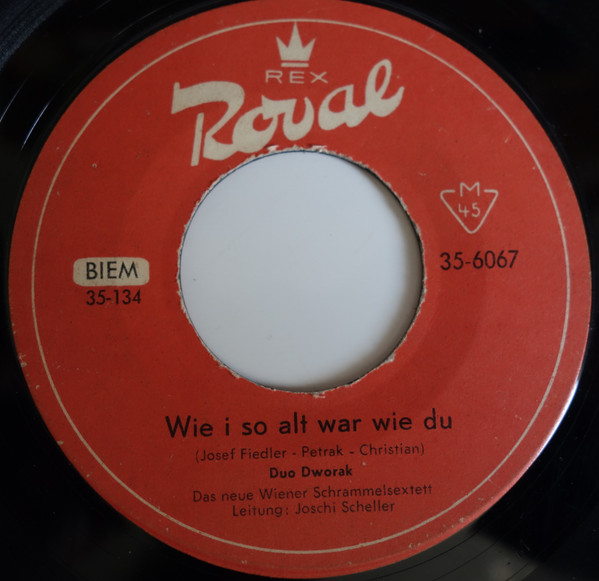 REX
Royal
M
45
BIEM
35-134
35-6067
Wie i so alt war wie du
(Josef Fiedler - Petrak - Christian)
Duo Dworak
Das neue Wiener Schrammelsextett
Leitung: Joschi Scheller